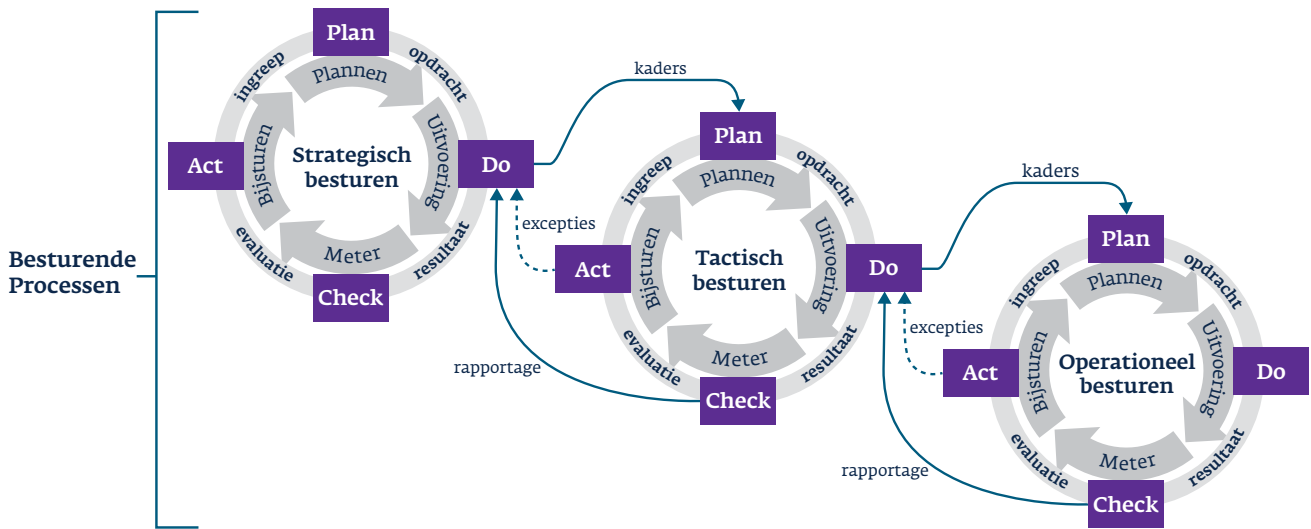 Besturende
Processen
Plan
ingreep
opdracht
Plannen
Act
Bijsturen
Strategisch
besturen
Uitvoering
Do
evaluatie
Meter
resultaat
Check
kaders
excepties
rapportage
Plan
ingreep
opdracht
Plannen
Act
Bijsturen
Tactisch
besturen
Uitvoering
Do
evaluatie
Meter
resultaat
Check
kaders
excepties
rapportage
Plan
ingreep
opdracht
Plannen
Act
Bijsturen
Operationeel
besturen
Uitvoering
Do
evaluatie
Meter
resultaat
Check